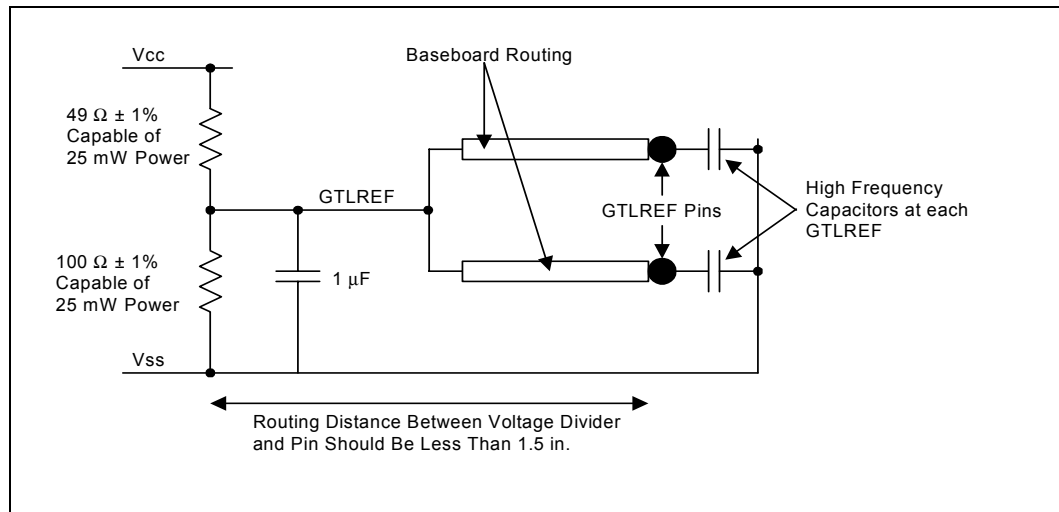 Vcc
Baseboard Routing
49 Ω ± 1%
Capable of
25 mW Power
GTLREF
GTLREF Pins
High Frequency
Capacitors at each
GTLREF
100 Ω ± 1%
Capable of
25 mW Power
1 μF
Vss
Routing Distance Between Voltage Divider
and Pin Should Be Less Than 1.5 in.